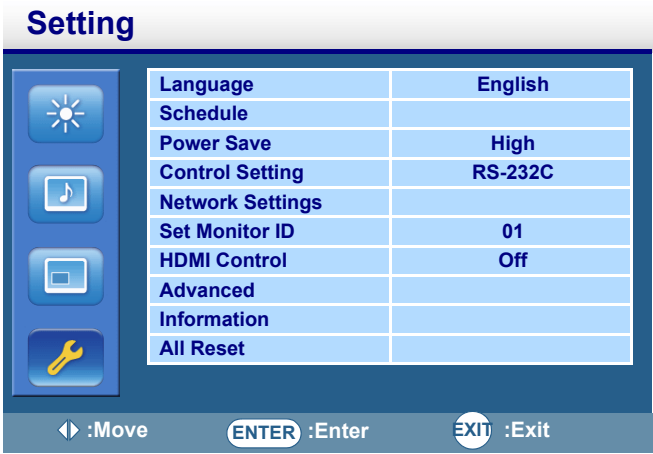 Setting
Language English
Schedule
Power Save High
Control Setting RS-232C
Network Settings
Set Monitor ID 01
HDMI Control Off
Advanced
Information
All Reset
:Move ENTER :Enter EXIT :Exit